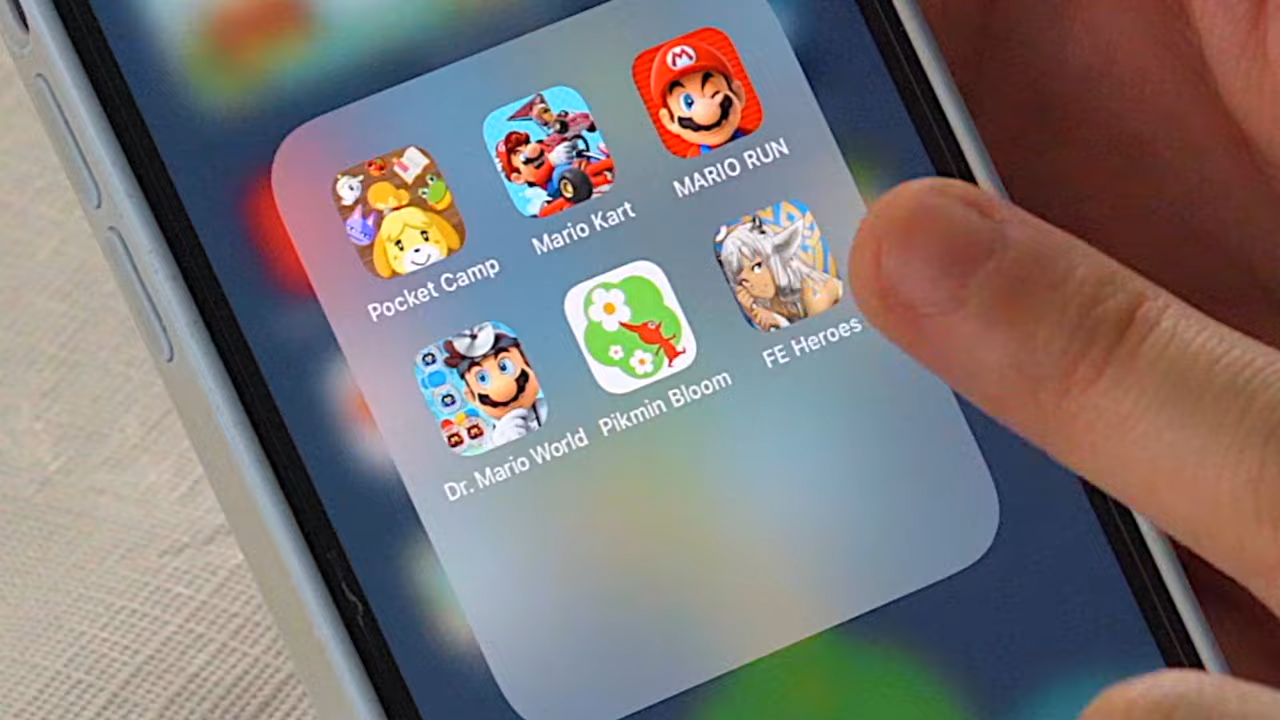 Pocket Camp
Mario Kart
MARIO RUN
Dr. Mario World
Pikmin Bloom
FE Heroes
M